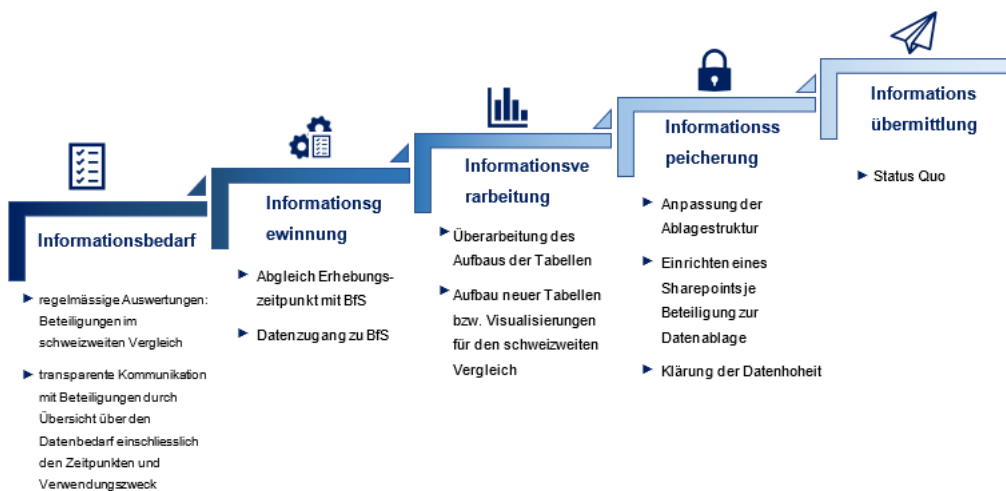 Informationsbedarf
► regelmässige Auswertungen:
Beteiligungen im
schweizweiten Vergleich
► transparente Kommunikation
mit Beteiligungen durch
Übersicht über den
Datenbedarf einschliesslich
den Zeitpunkten und
Verwendungszweck
Informationsg
ewinnung
► Abgleich Erhebungs-
zeitpunkt mit BfS
► Datenzugang zu BfS
Informationsve
rarbeitung
► Überarbeitung des
Aufbaus der Tabellen
► Aufbau neuer Tabellen
bzw. Visualisierungen
für den schweizweiten
Vergleich
Informationss
peicherung
► Anpassung der
Ablagestruktur
► Einrichten eines
Sharepoints je
Beteiligung zur
Datenablage
► Klärung der Datenhoheit
Informations
übermittlung
► Status Quo